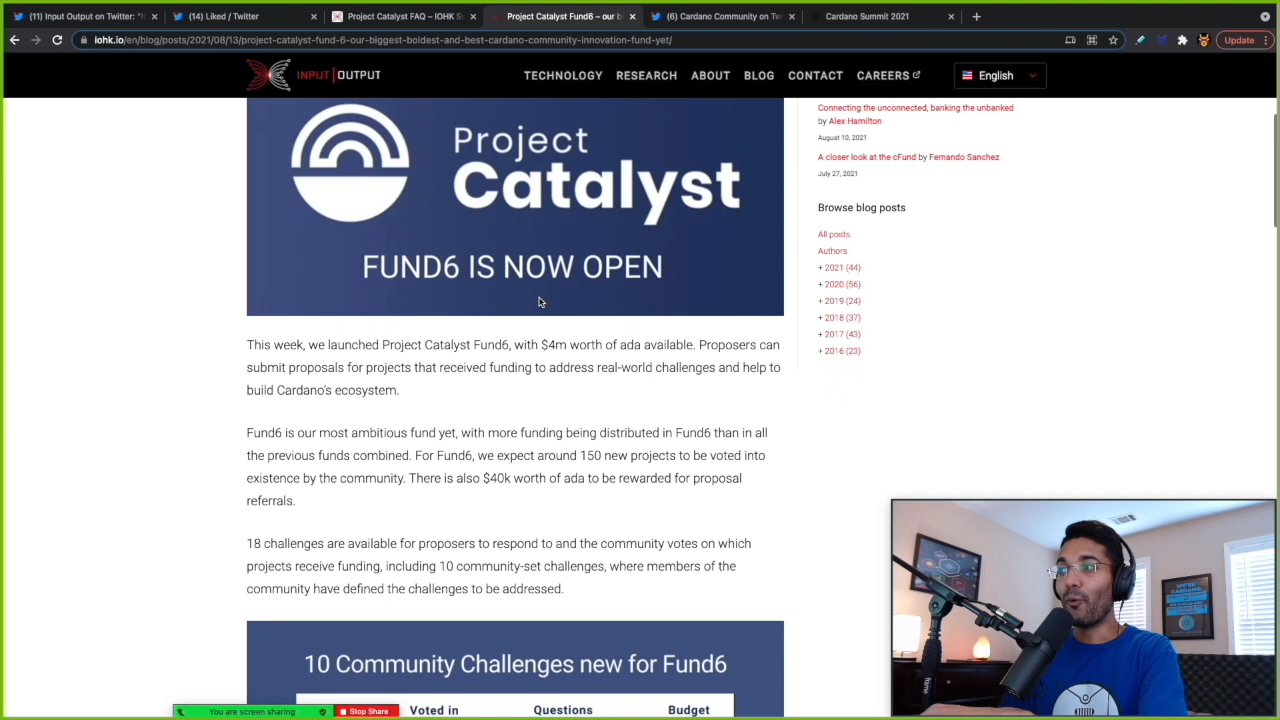 (11) Input Output on Twitter: "I
(14) Liked / Twitter
Project Catalyst FAQ – IOHK S
Project Catalyst Fund6 – our b
(6) Cardano Community on Tw
Cardano Summit 2021
iohk.io/en/blog/posts/2021/08/13/project-catalyst-fund-6-our-biggest-boldest-and-best-cardano-community-innovation-fund-yet/
Update
INPUT | OUTPUT
TECHNOLOGY RESEARCH ABOUT BLOG CONTACT CAREERS
English
Project
Catalyst
FUND6 IS NOW OPEN
Connecting the unconnected, banking the unbanked
by Alex Hamilton
August 10, 2021
A closer look at the cFund by Fernando Sanchez
July 27, 2021
Browse blog posts
All posts
Authors
+ 2021 (44)
+ 2020 (56)
+ 2019 (24)
+ 2018 (37)
+ 2017 (43)
+ 2016 (23)
This week, we launched Project Catalyst Fund6, with $4m worth of ada available. Proposers can
submit proposals for projects that received funding to address real-world challenges and help to
build Cardano's ecosystem.
Fund6 is our most ambitious fund yet, with more funding being distributed in Fund6 than in all
the previous funds combined. For Fund6, we expect around 150 new projects to be voted into
existence by the community. There is also $40k worth of ada to be rewarded for proposal
referrals.
18 challenges are available for proposers to respond to and the community votes on which
projects receive funding, including 10 community-set challenges, where members of the
community have defined the challenges to be addressed.
10 Community Challenges new for Fund6
Voted in Questions Budget
You are screen sharing
Stop Share